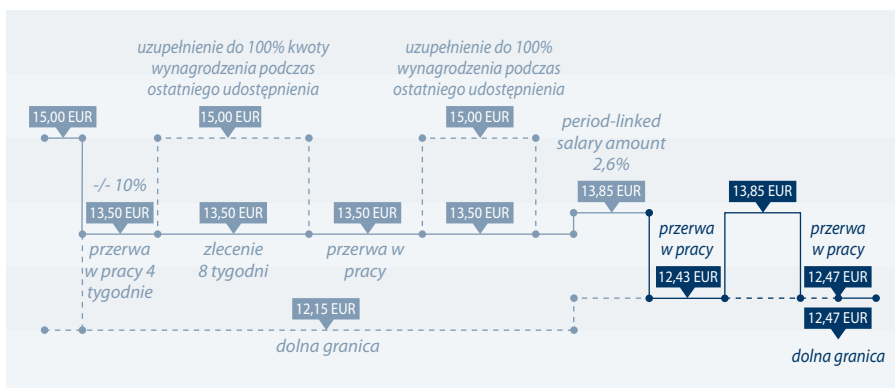 uzupełnienie do 100% kwoty
wynagrodzenia podczas
ostatniego udostępnienia
uzupełnienie do 100%
wynagrodzenia podczas
ostatniego udostępnienia
15,00 EUR
15,00 EUR
15,00 EUR
period-linked
salary amount
2,6%
-/- 10%
13,85 EUR
13,85 EUR
13,50 EUR
13,50 EUR
13,50 EUR
13,50 EUR
przerwa
w pracy 4
tygodnie
zlecenie
8 tygodni
przerwa w
pracy
przerwa
w pracy
przerwa
w pracy
12,43 EUR
12,47 EUR
12,15 EUR
12,47 EUR
dolna granica
dolna granica